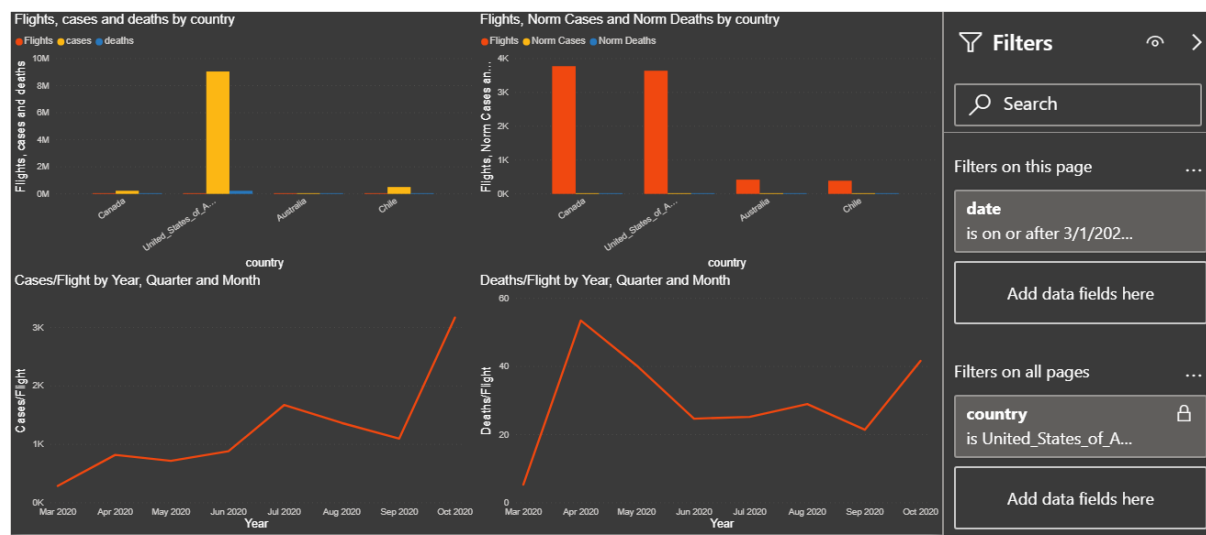 Flights, cases and deaths by country
Flights cases deaths
Flights, cases and deaths
10M
8M
6M
4M
2M
0M
Canada
United_States_of_A...
Australia
Chile
country
Flights, Norm Cases and Norm Deaths by country
Flights Norm Cases Norm Deaths
Flights, Norm Cases an...
4K
3K
2K
1K
0K
Canada
United_States_of_A...
Australia
Chile
country
Cases/Flight by Year, Quarter and Month
Cases/Flight
3K
2K
1K
0K
Mar 2020 Apr 2020 May 2020 Jun 2020 Jul 2020 Aug 2020 Sep 2020 Oct 2020
Year
Deaths/Flight by Year, Quarter and Month
Deaths/Flight
60
40
20
0
Mar 2020 Apr 2020 May 2020 Jun 2020 Jul 2020 Aug 2020 Sep 2020 Oct 2020
Year
Filters
Search
Filters on this page ...
date
is on or after 3/1/202...
Add data fields here
Filters on all pages ...
country
is United_States_of_A...
Add data fields here